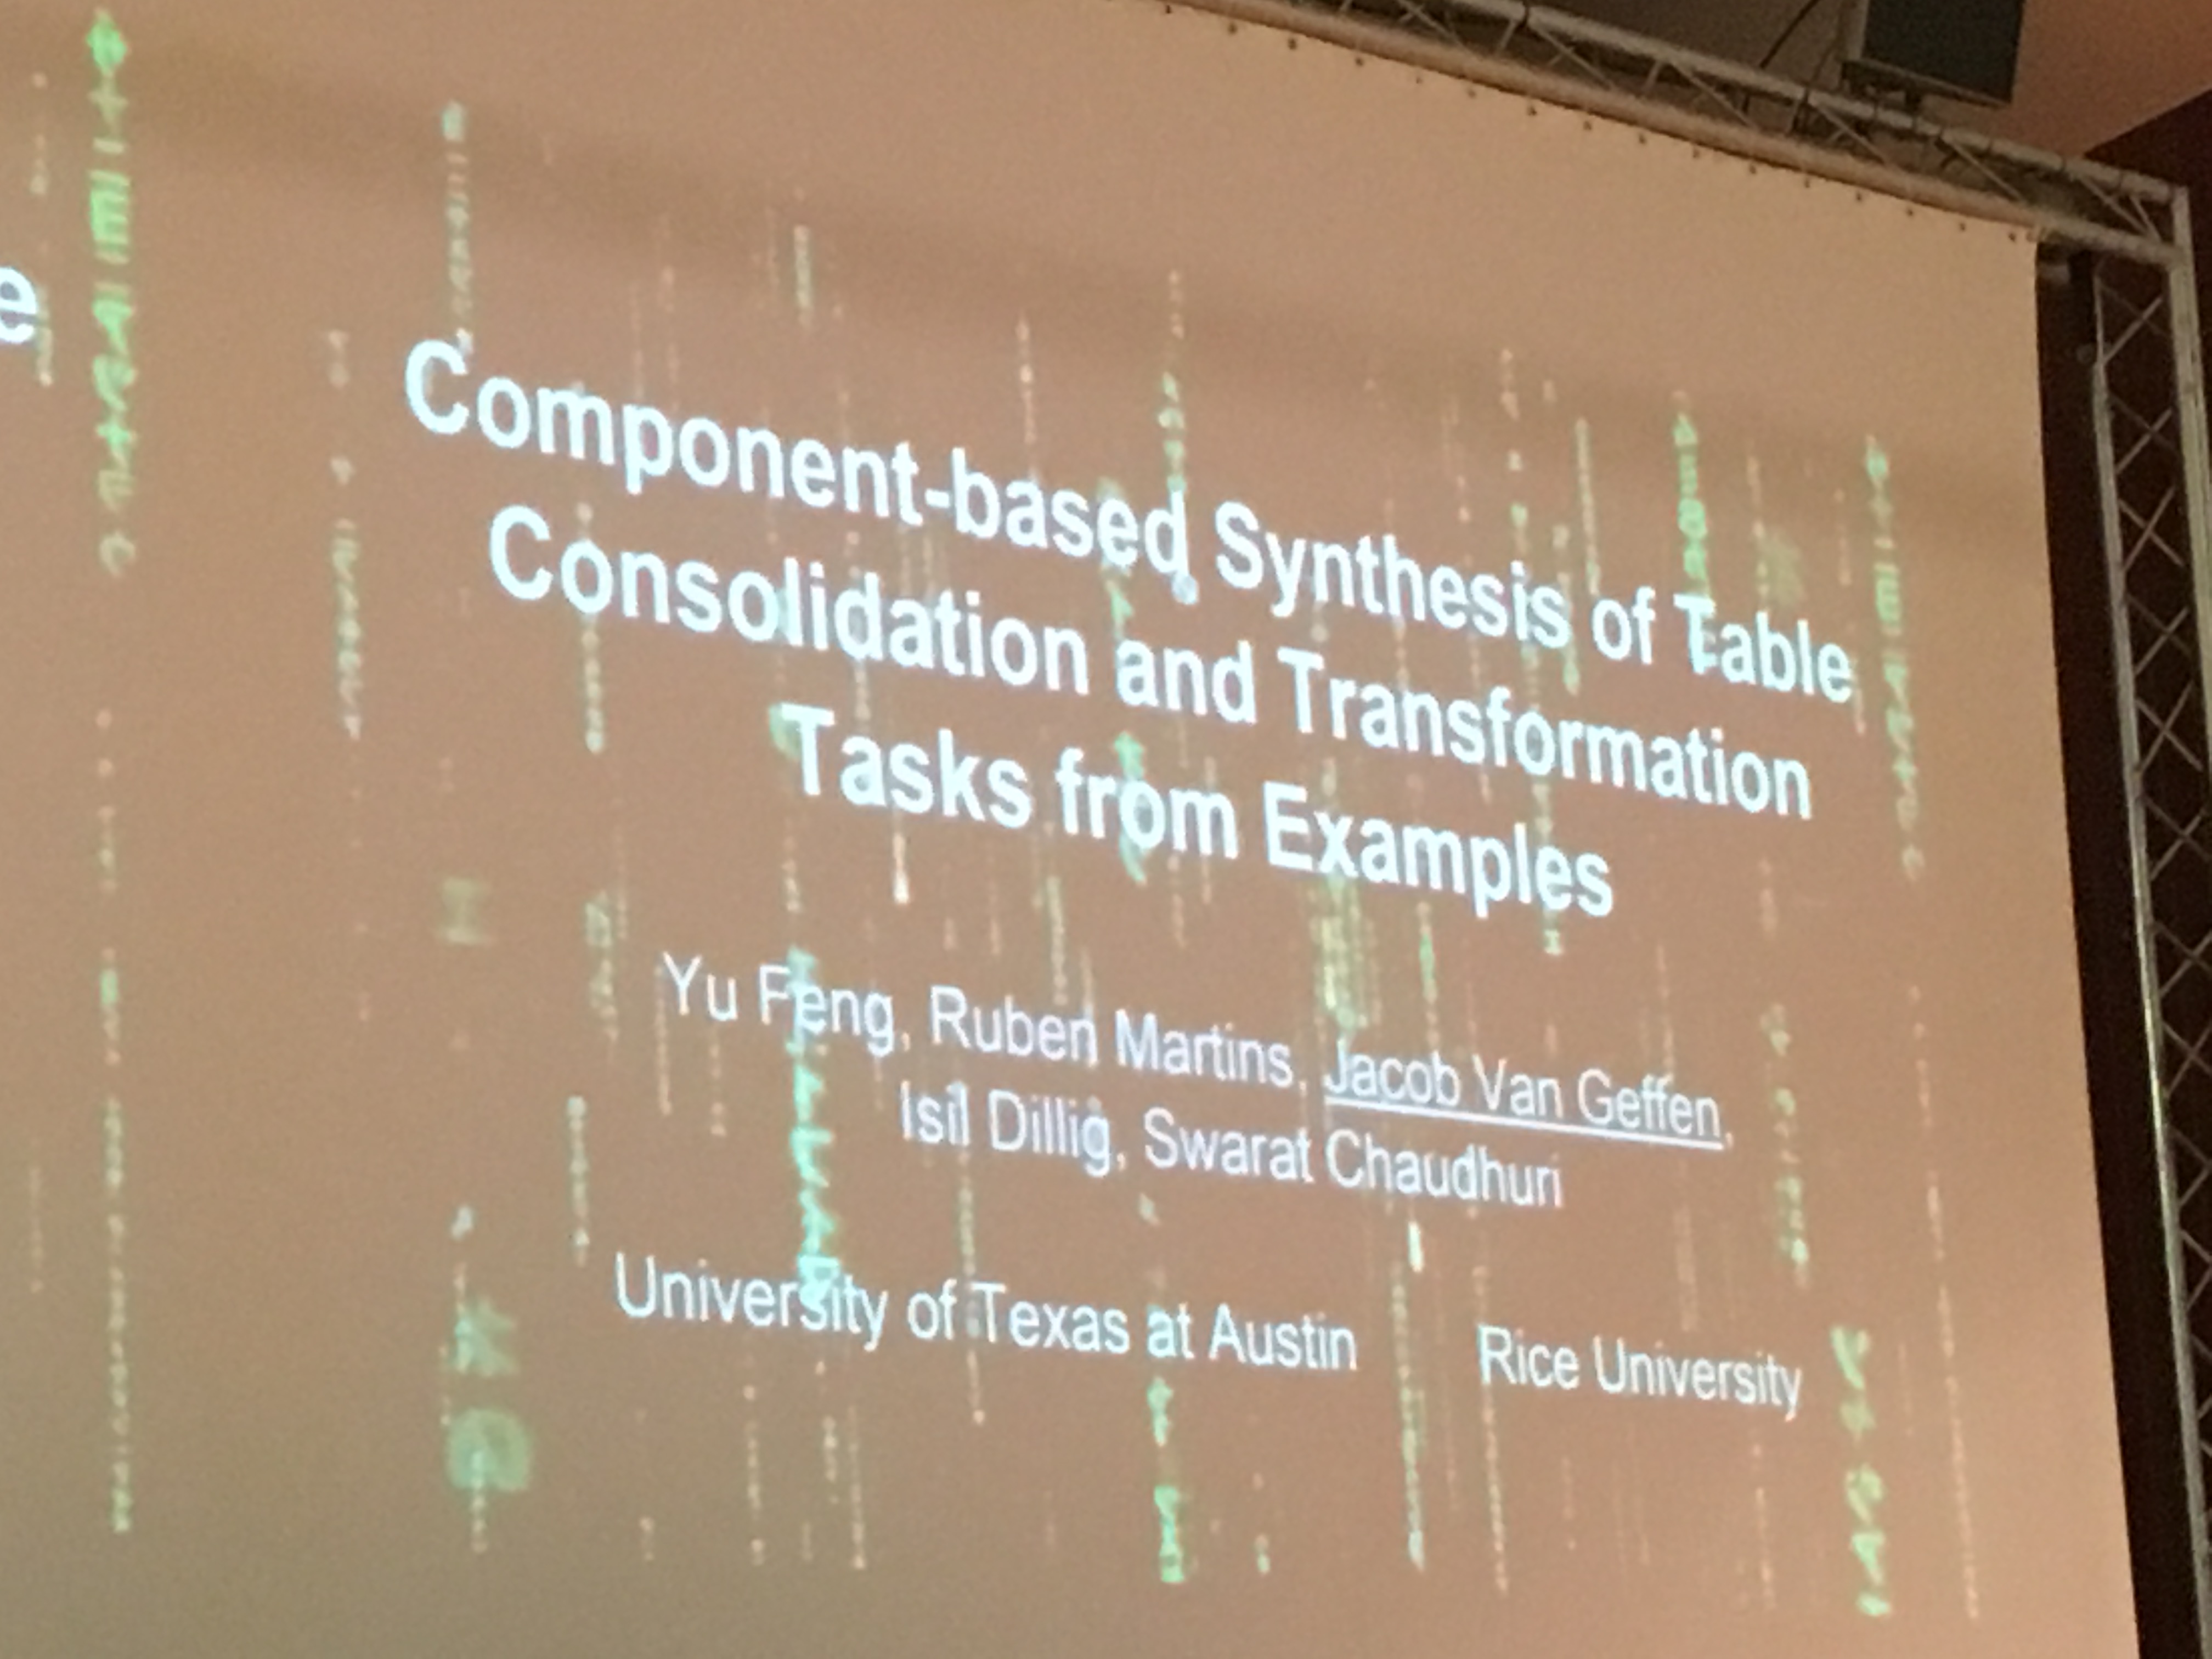 e
Component-based Synthesis of Table
Consolidation and Transformation
Tasks from Examples
Yu Feng, Ruben Martins, Jacob Van Geffen,
Isil Dillig, Swarat Chaudhuri
University of Texas at Austin Rice University